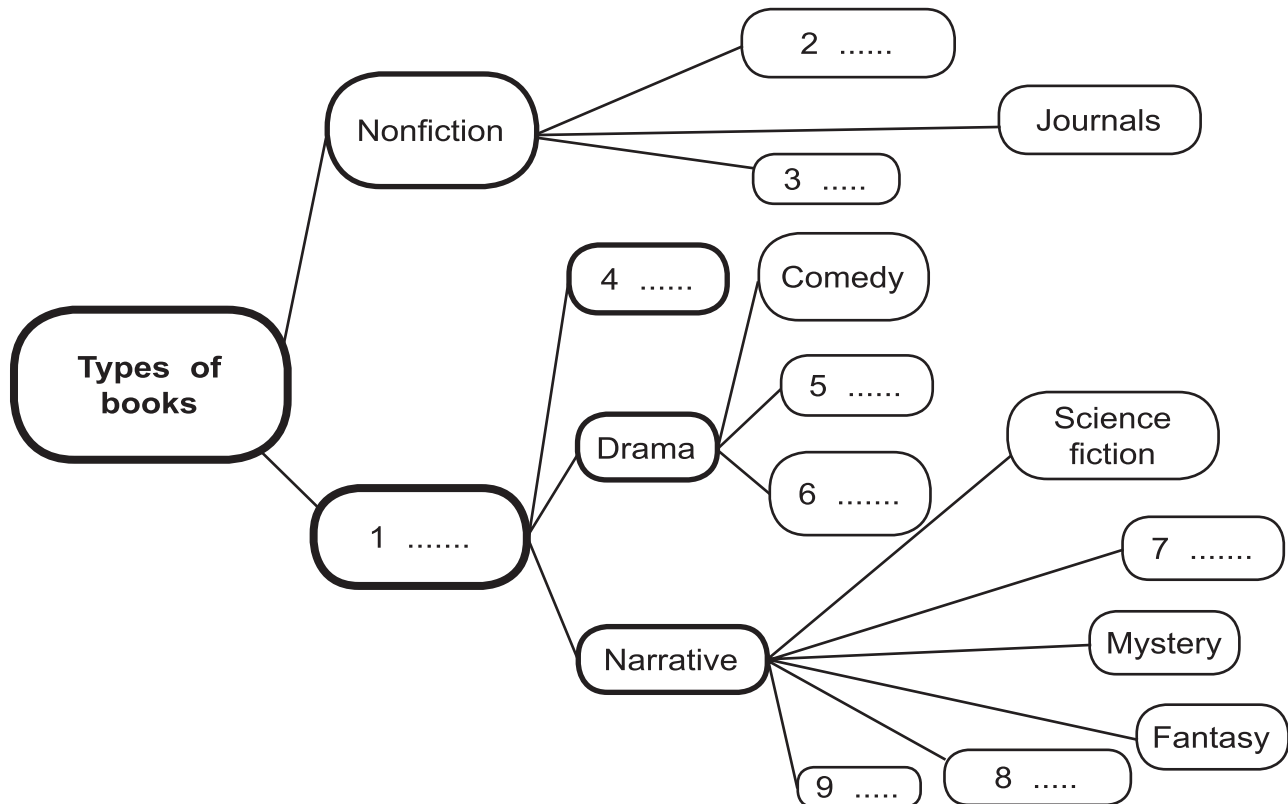 2 ......
Nonfiction
Journals
3 .....
4 ......
Comedy
Types of
books
5 ......
Drama
Science
fiction
6 .......
1 .......
7 .......
Narrative
Mystery
Fantasy
8 .....
9 .....